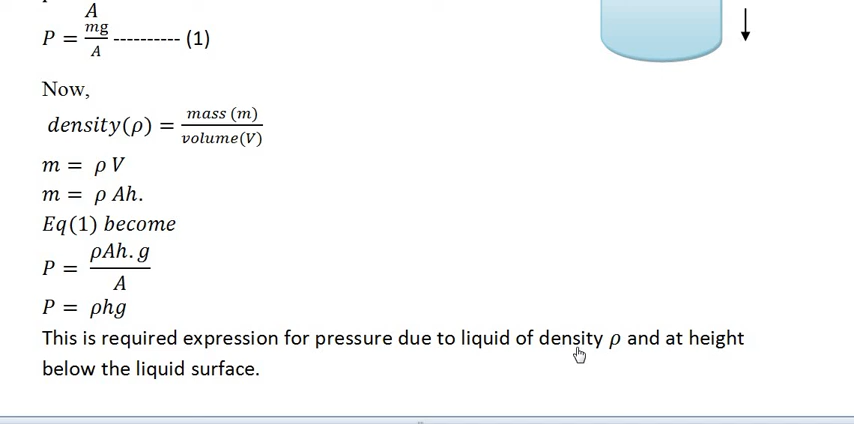 A
P = mg/A ---------- (1)
Now,
density(ρ) = mass (m)/volume(V)
m = ρ V
m = ρ Ah.
Eq(1) become
P = ρAh. g/A
P = ρhg
This is required expression for pressure due to liquid of density ρ and at height
below the liquid surface.